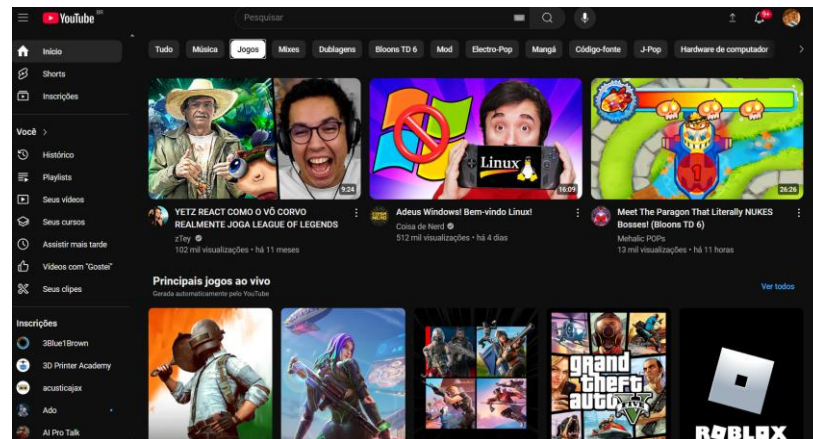 YouTube BR
Pesquisar
9+
Início
Shorts
Inscrições
Você >
Histórico
Playlists
Seus vídeos
Seus cursos
Assistir mais tarde
Vídeos com "Gostei"
Seus clipes
Inscrições
3Blue1Brown
3D Printer Academy
acusticajax
Ado
AI Pro Talk
Tudo Música Jogos Mixes Dublagens Bloons TD 6 Mod Electro-Pop Mangá Código-fonte J-Pop Hardware de computador
9:24
YETZ REACT COMO O VÔ CORVO
REALMENTE JOGA LEAGUE OF LEGENDS
zTey
102 mil visualizações • há 11 meses
Linux
16:09
Adeus Windows! Bem-vindo Linux!
Coisa de Nerd
512 mil visualizações • há 4 dias
1
26:26
Meet The Paragon That Literally NUKES
Bosses! (Bloons TD 6)
Mehalic POPs
13 mil visualizações • há 11 horas
Principais jogos ao vivo
Gerada automaticamente pelo YouTube
Ver todos
grand
theft
auto
V
FIVE
ROBLOX